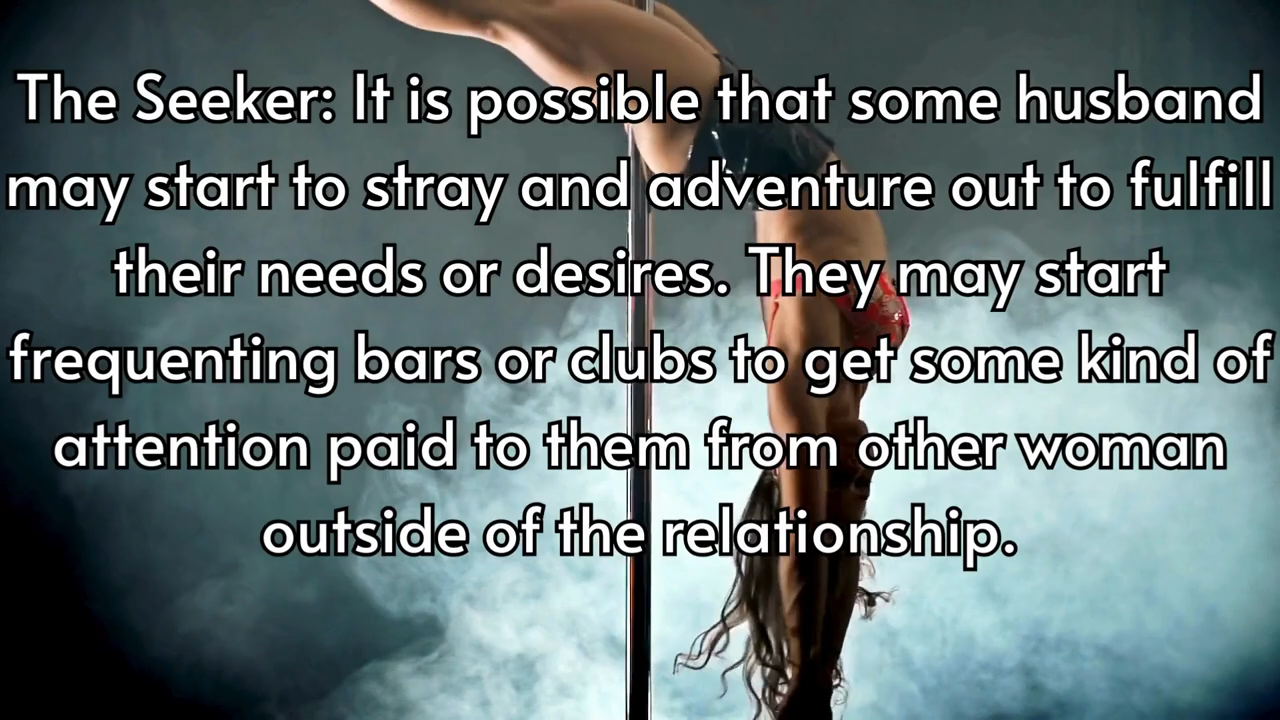 The Seeker: It is possible that some husband
may start to stray and adventure out to fulfill
their needs or desires. They may start
frequenting bars or clubs to get some kind of
attention paid to them from other woman
outside of the relationship.